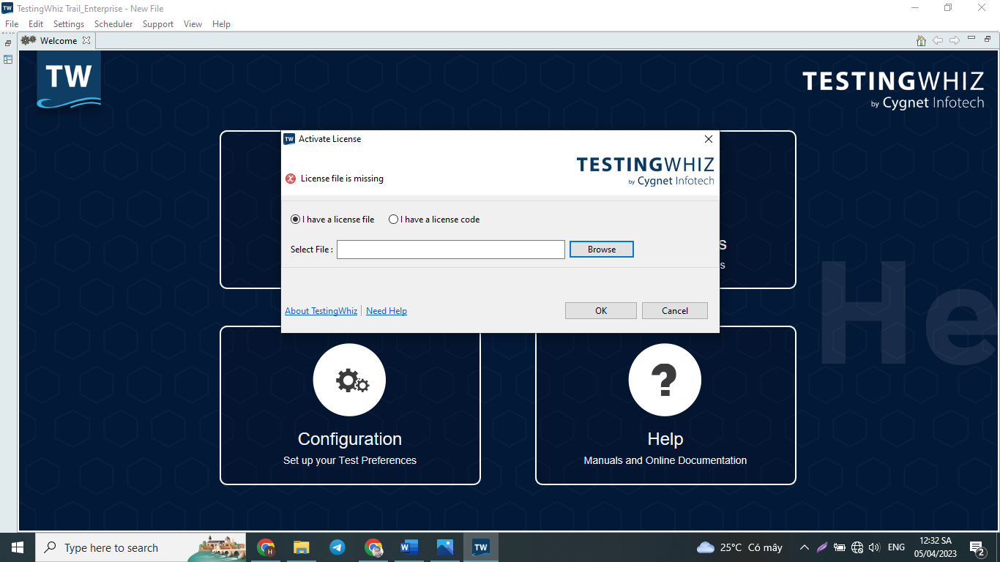 TW TestingWhiz Trail_Enterprise - New File
File Edit Settings Scheduler Support View Help
Welcome
TW
TESTINGWHIZ
by Cygnet Infotech
TW Activate License
TESTINGWHIZ
by Cygnet Infotech
License file is missing
I have a license file I have a license code
Select File : Browse
s
s
He
About TestingWhiz Need Help OK Cancel
Configuration
Set up your Test Preferences
?
Help
Manuals and Online Documentation
Type here to search
H
W
TW
25°C Có mây
ENG
12:32 SA
05/04/2023
2